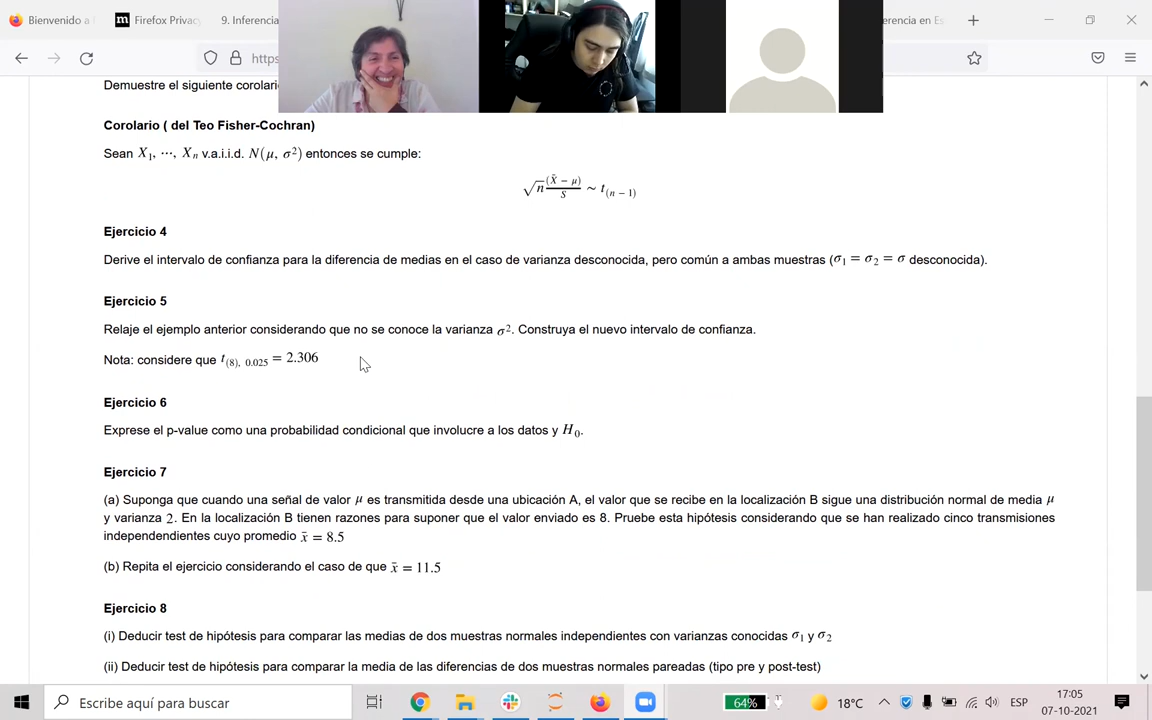 Bienvenido a
Firefox Privac
9. Inferencia
erencia en Es
https
Demuestre el siguiente corolari
Corolario ( del Teo Fisher-Cochran)
Sean X₁, ⋯, Xₙ v.a.i.i.d. N(μ, σ²) entonces se cumple:
√n (X̄ − μ)/S ∼ t₍ₙ ₋ ₁₎
Ejercicio 4
Derive el intervalo de confianza para la diferencia de medias en el caso de varianza desconocida, pero común a ambas muestras (σ₁ = σ₂ = σ desconocida).
Ejercicio 5
Relaje el ejemplo anterior considerando que no se conoce la varianza σ². Construya el nuevo intervalo de confianza.
Nota: considere que t₍₈₎, ₀.₀₂₅ = 2.306
Ejercicio 6
Exprese el p-value como una probabilidad condicional que involucre a los datos y H₀.
Ejercicio 7
(a) Suponga que cuando una señal de valor μ es transmitida desde una ubicación A, el valor que se recibe en la localización B sigue una distribución normal de media μ
y varianza 2. En la localización B tienen razones para suponer que el valor enviado es 8. Pruebe esta hipótesis considerando que se han realizado cinco transmisiones
independendientes cuyo promedio x̄ = 8.5
(b) Repita el ejercicio considerando el caso de que x̄ = 11.5
Ejercicio 8
(i) Deducir test de hipótesis para comparar las medias de dos muestras normales independientes con varianzas conocidas σ₁ y σ₂
(ii) Deducir test de hipótesis para comparar la media de las diferencias de dos muestras normales pareadas (tipo pre y post-test)
Escribe aquí para buscar
64%
18°C
ESP
17:05
07-10-2021